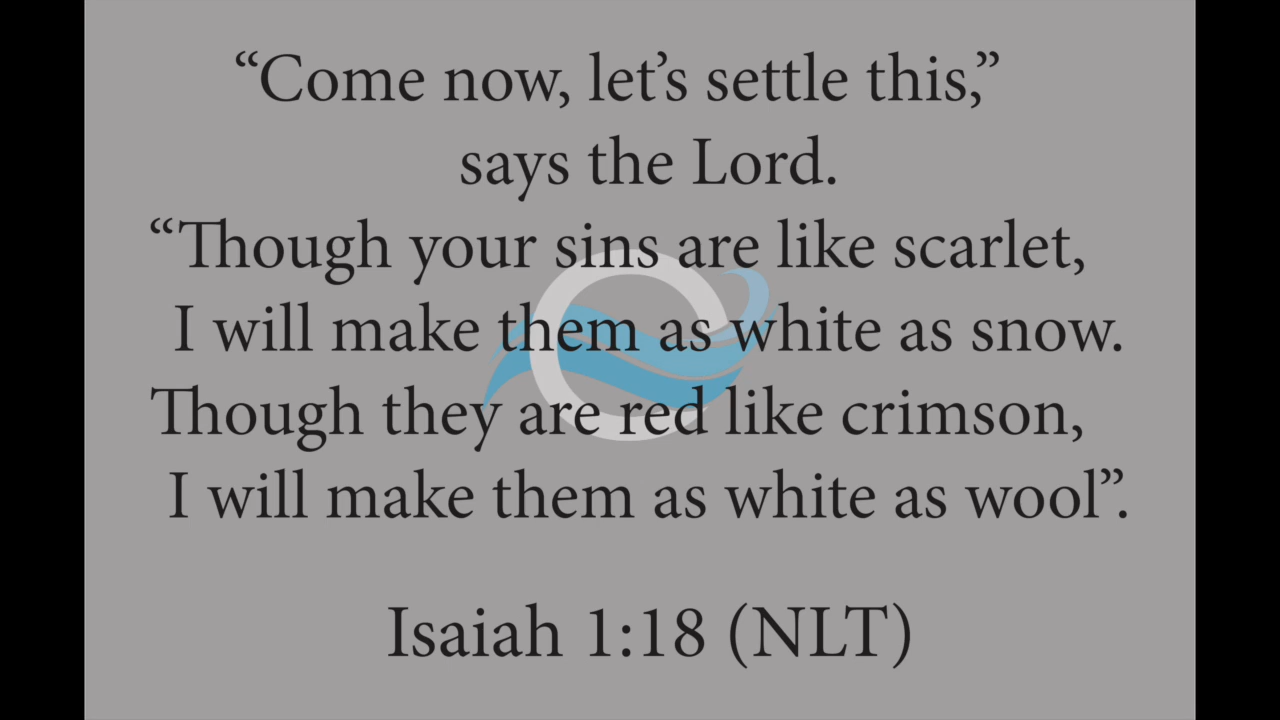 “Come now, let’s settle this,”
says the Lord.
“Though your sins are like scarlet,
I will make them as white as snow.
Though they are red like crimson,
I will make them as white as wool”.
Isaiah 1:18 (NLT)